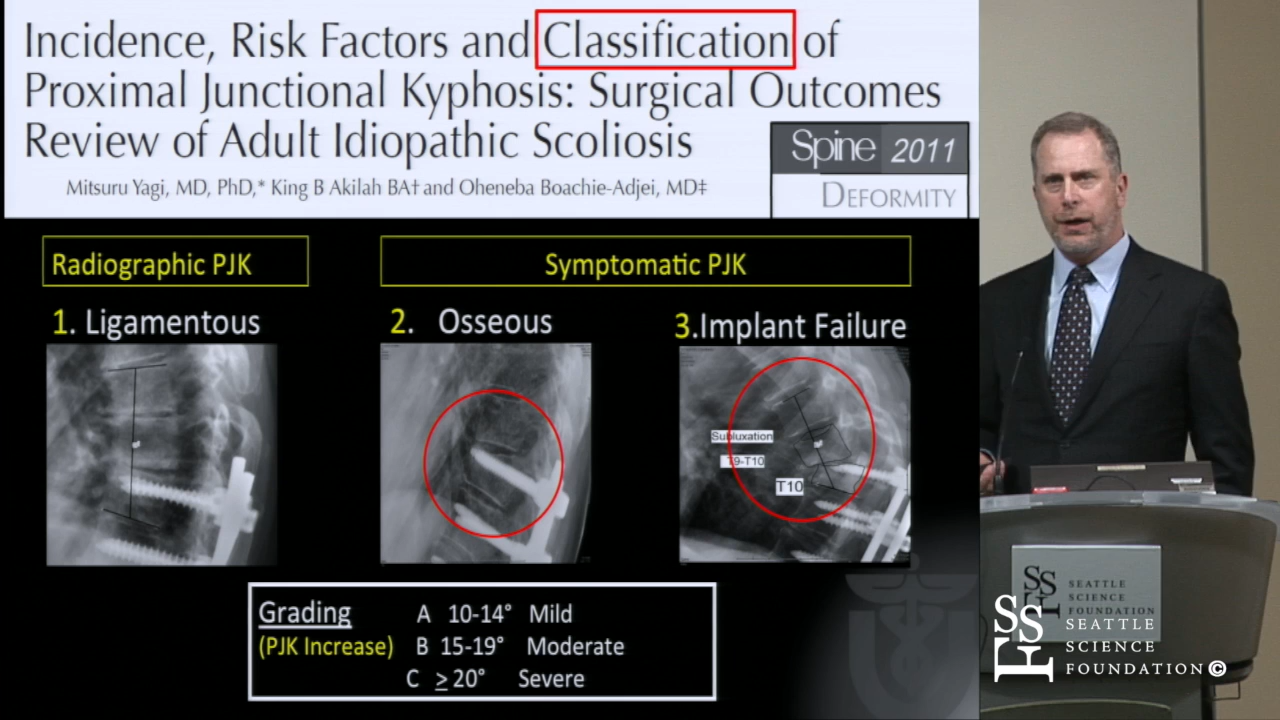 Incidence, Risk Factors and Classification of
Proximal Junctional Kyphosis: Surgical Outcomes
Review of Adult Idiopathic Scoliosis
Mitsuru Yagi, MD, PhD,* King B Akilah BA† and Oheneba Boachie-Adjei, MD‡
Spine 2011
DEFORMITY
Radiographic PJK
Symptomatic PJK
1. Ligamentous
2. Osseous
3.Implant Failure
Subluxation
T9-T10
T10
Grading
(PJK Increase)
A 10-14° Mild
B 15-19° Moderate
C ≥ 20° Severe
SSF
SEATTLE
SCIENCE
FOUNDATION
SSF
SEATTLE
SCIENCE
FOUNDATION©